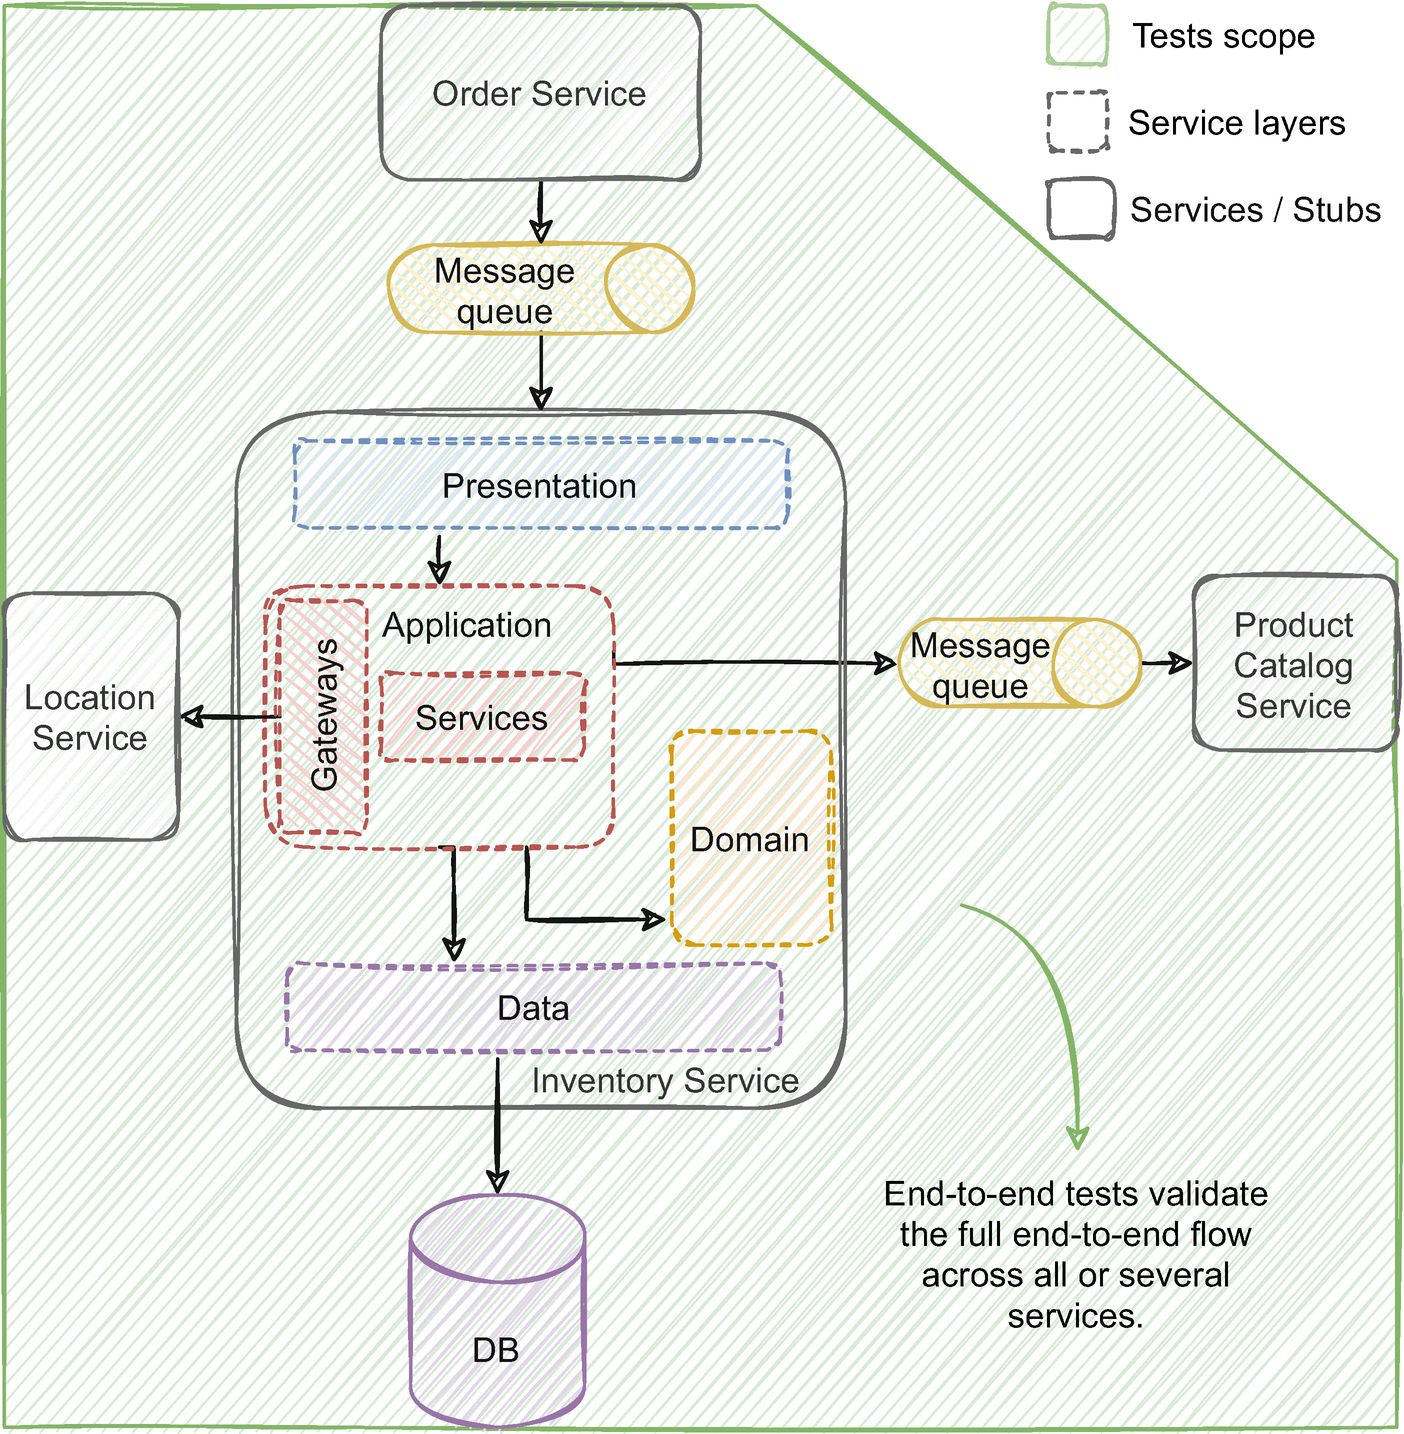 Order Service
Tests scope
Service layers
Services / Stubs
Message
queue
Presentation
Application
Gateways
Services
Location
Service
Message
queue
Product
Catalog
Service
Domain
Data
Inventory Service
DB
End-to-end tests validate
the full end-to-end flow
across all or several
services.